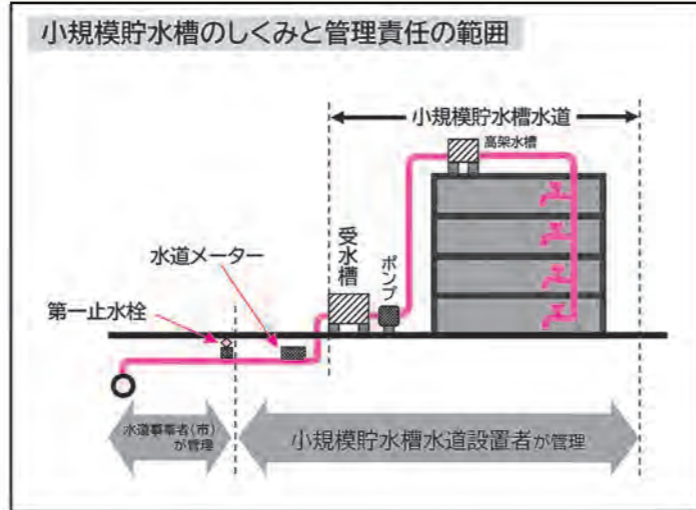 小規模貯水槽のしくみと管理責任の範囲
小規模貯水槽水道
高架水槽
受水槽
ポンプ
水道メーター
第一止水栓
水道事業者(市)
が管理
小規模貯水槽水道設置者が管理